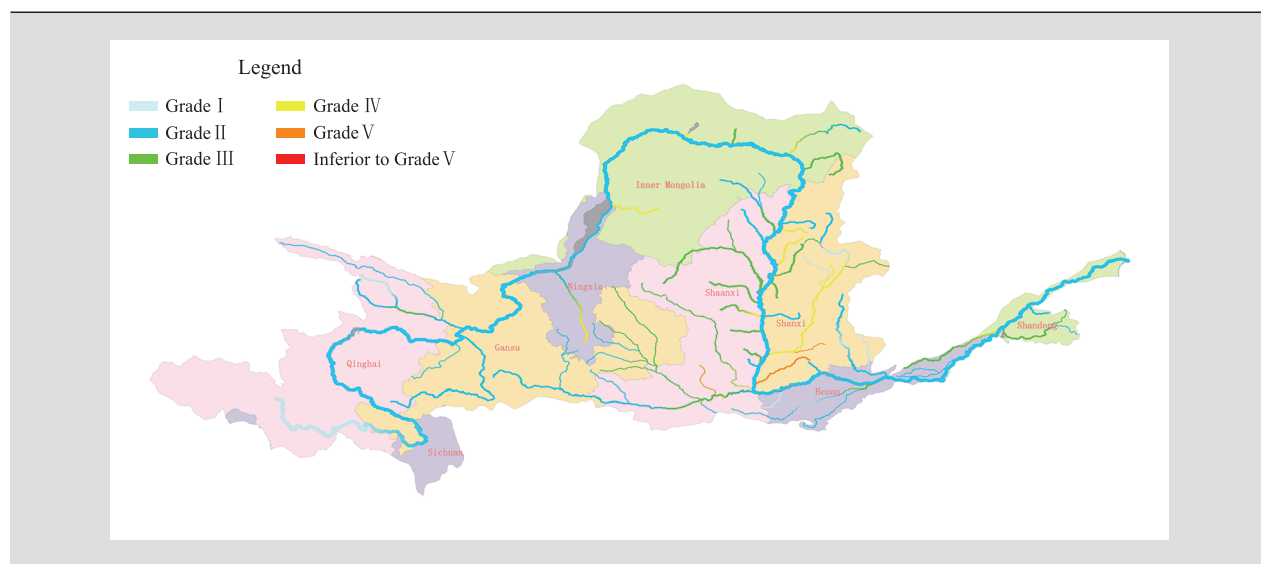 Legend
Grade Ⅰ
Grade Ⅳ
Grade Ⅱ
Grade Ⅴ
Grade Ⅲ
Inferior to Grade Ⅴ
Inner Mongolia
Ningxia
Shaanxi
Shanxi
Shandong
Gansu
Qinghai
Henan
Sichuan